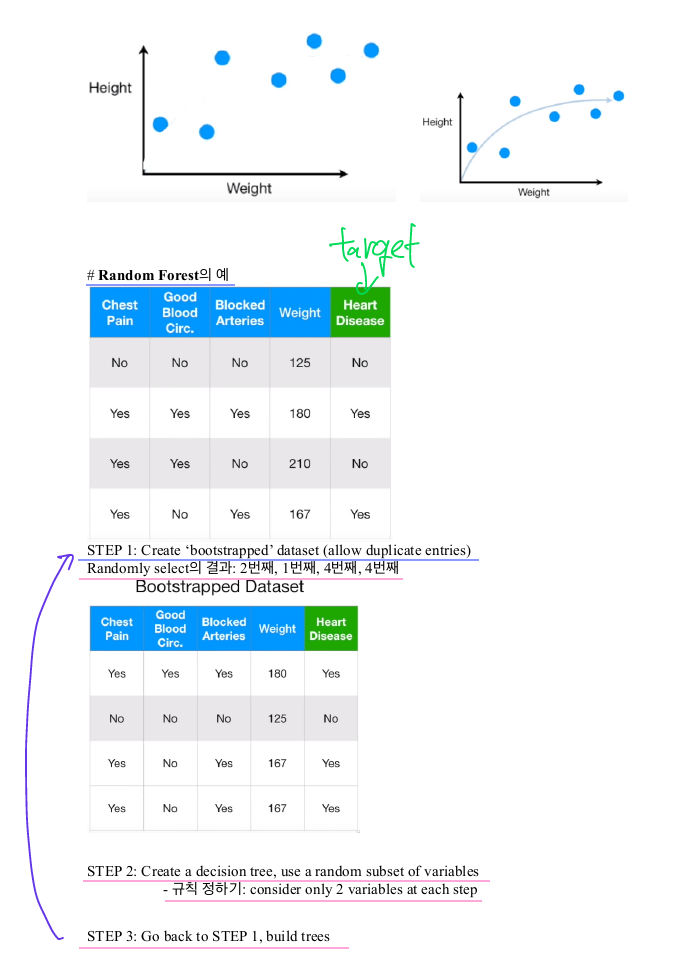 Height
Weight
Height
Weight
target
# Random Forest의 예
Chest Pain Good Blood Circ. Blocked Arteries Weight Heart Disease
No No No 125 No
Yes Yes Yes 180 Yes
Yes Yes No 210 No
Yes No Yes 167 Yes
STEP 1: Create ‘bootstrapped’ dataset (allow duplicate entries)
Randomly select의 결과: 2번째, 1번째, 4번째, 4번째
Bootstrapped Dataset
Chest Pain Good Blood Circ. Blocked Arteries Weight Heart Disease
Yes Yes Yes 180 Yes
No No No 125 No
Yes No Yes 167 Yes
Yes No Yes 167 Yes
STEP 2: Create a decision tree, use a random subset of variables
- 규칙 정하기: consider only 2 variables at each step
STEP 3: Go back to STEP 1, build trees